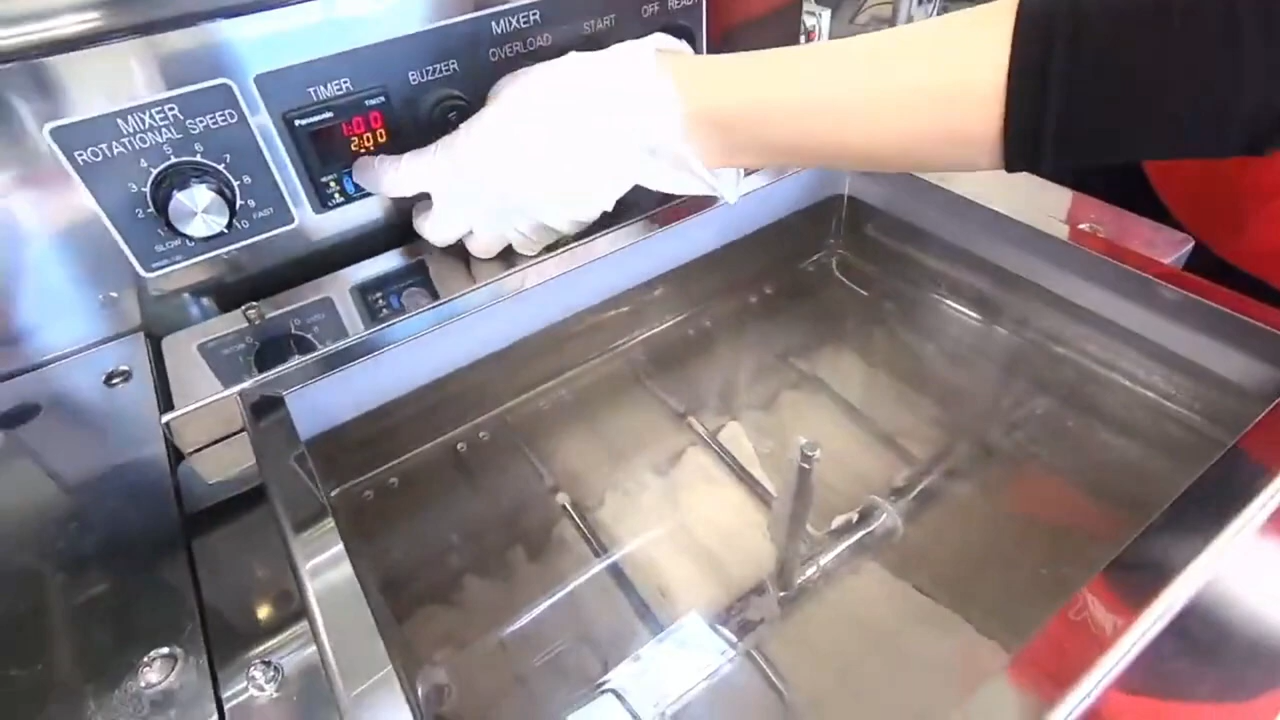 MIXER
ROTATIONAL SPEED
1 2 3 4 5 6 7 8 9 10
SLOW
FAST
TIMER
Panasonic
TIMER
1:00
2:00
BUZZER
MIXER
OVERLOAD
START
OFF